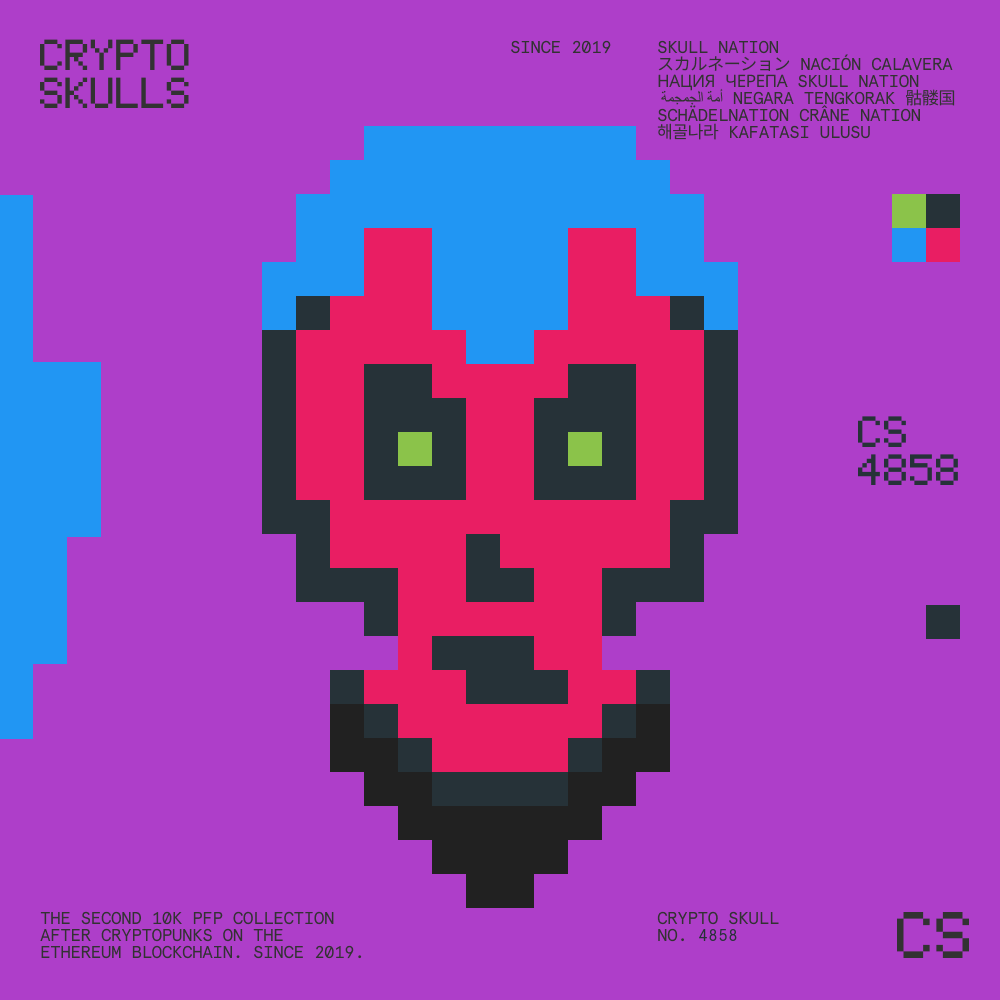 CRYPTO
SKULLS
SINCE 2019
SKULL NATION
スカルネーション NACIÓN CALAVERA
НАЦИЯ ЧЕРЕПА SKULL NATION
أمة الجمجمة NEGARA TENGKORAK 骷髅国
SCHÄDELNATION CRÂNE NATION
해골나라 KAFATASI ULUSU
CS
4858
THE SECOND 10K PFP COLLECTION
AFTER CRYPTOPUNKS ON THE
ETHEREUM BLOCKCHAIN. SINCE 2019.
CRYPTO SKULL
NO. 4858
CS